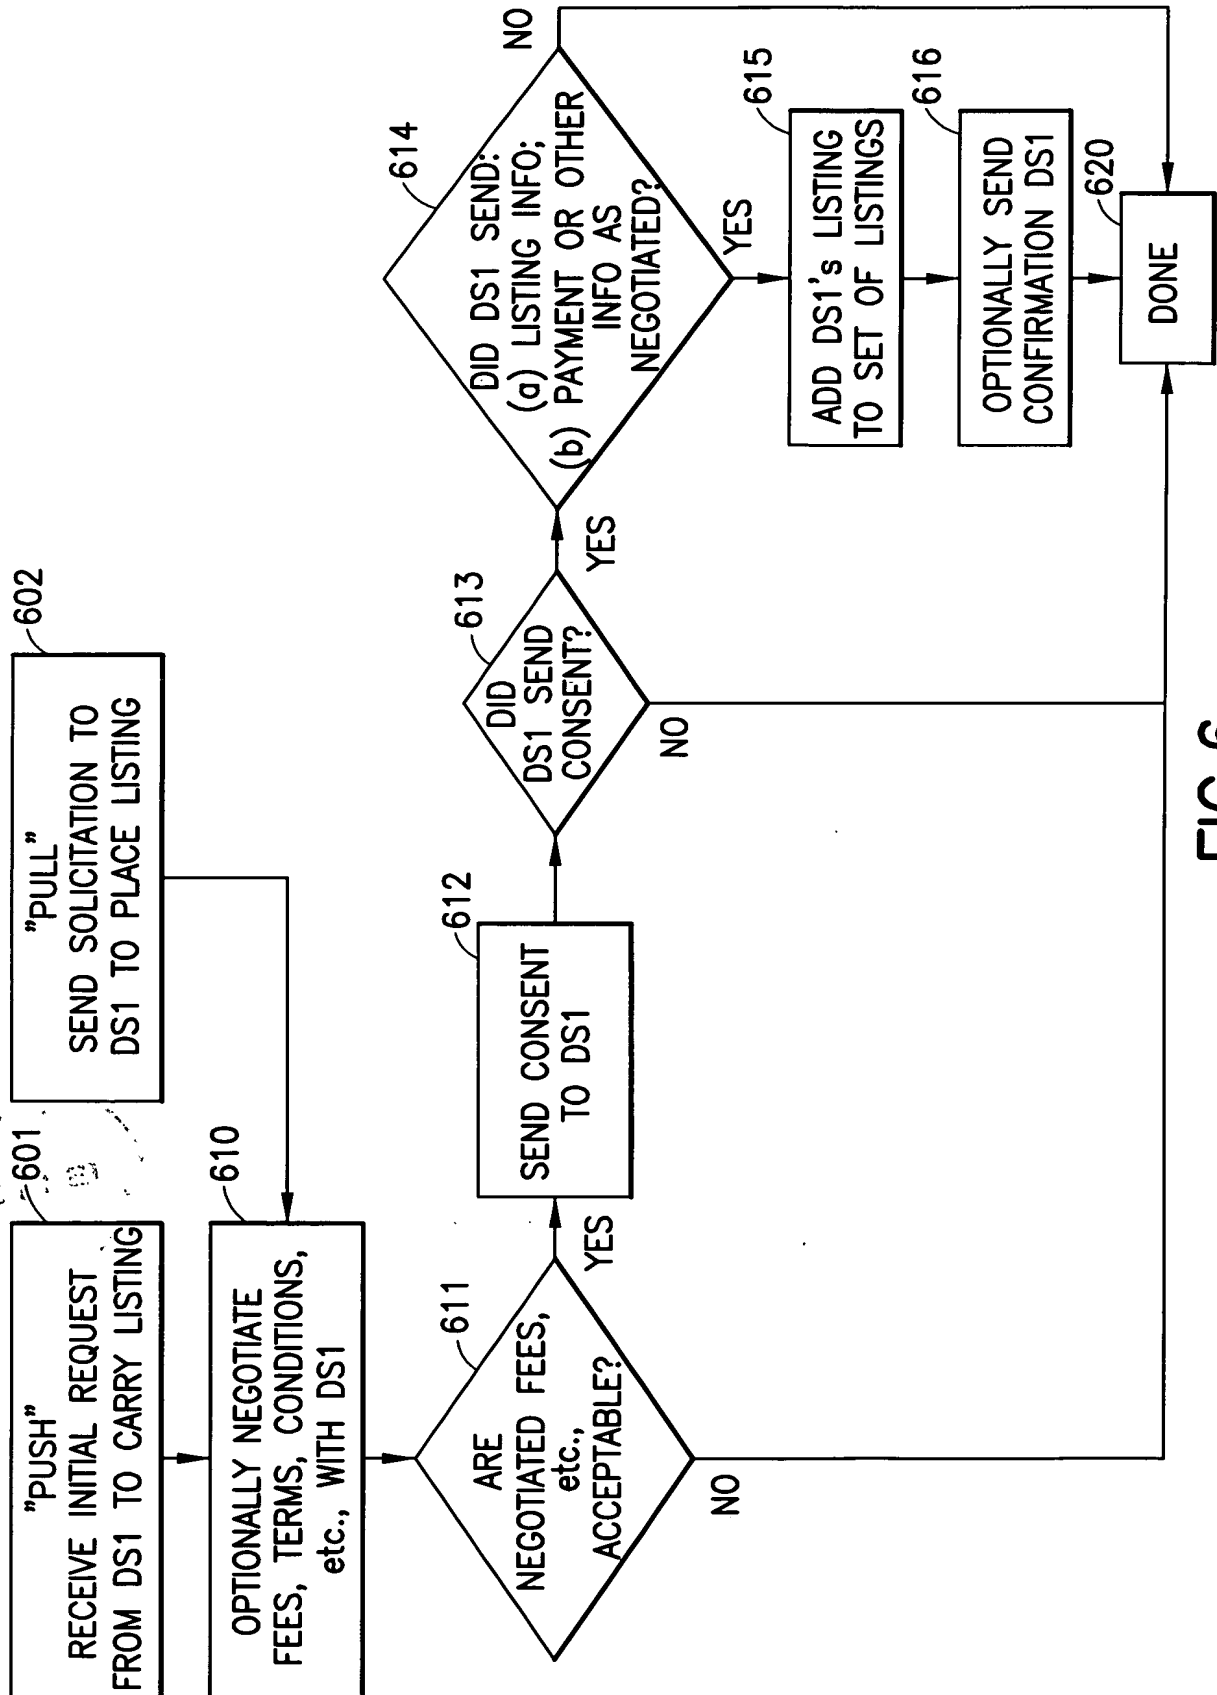 "PUSH"
RECEIVE INITIAL REQUEST
FROM DS1 TO CARRY LISTING
601
"PULL"
SEND SOLICITATION TO
DS1 TO PLACE LISTING
602
OPTIONALLY NEGOTIATE
FEES, TERMS, CONDITIONS,
etc., WITH DS1
610
ARE
NEGOTIATED FEES,
etc.,
ACCEPTABLE?
611
YES
NO
SEND CONSENT
TO DS1
612
DID
DS1 SEND
CONSENT?
613
YES
NO
DID DS1 SEND:
(a) LISTING INFO;
(b) PAYMENT OR OTHER
INFO AS
NEGOTIATED?
614
NO
YES
ADD DS1's LISTING
TO SET OF LISTINGS
615
OPTIONALLY SEND
CONFIRMATION DS1
616
DONE
620